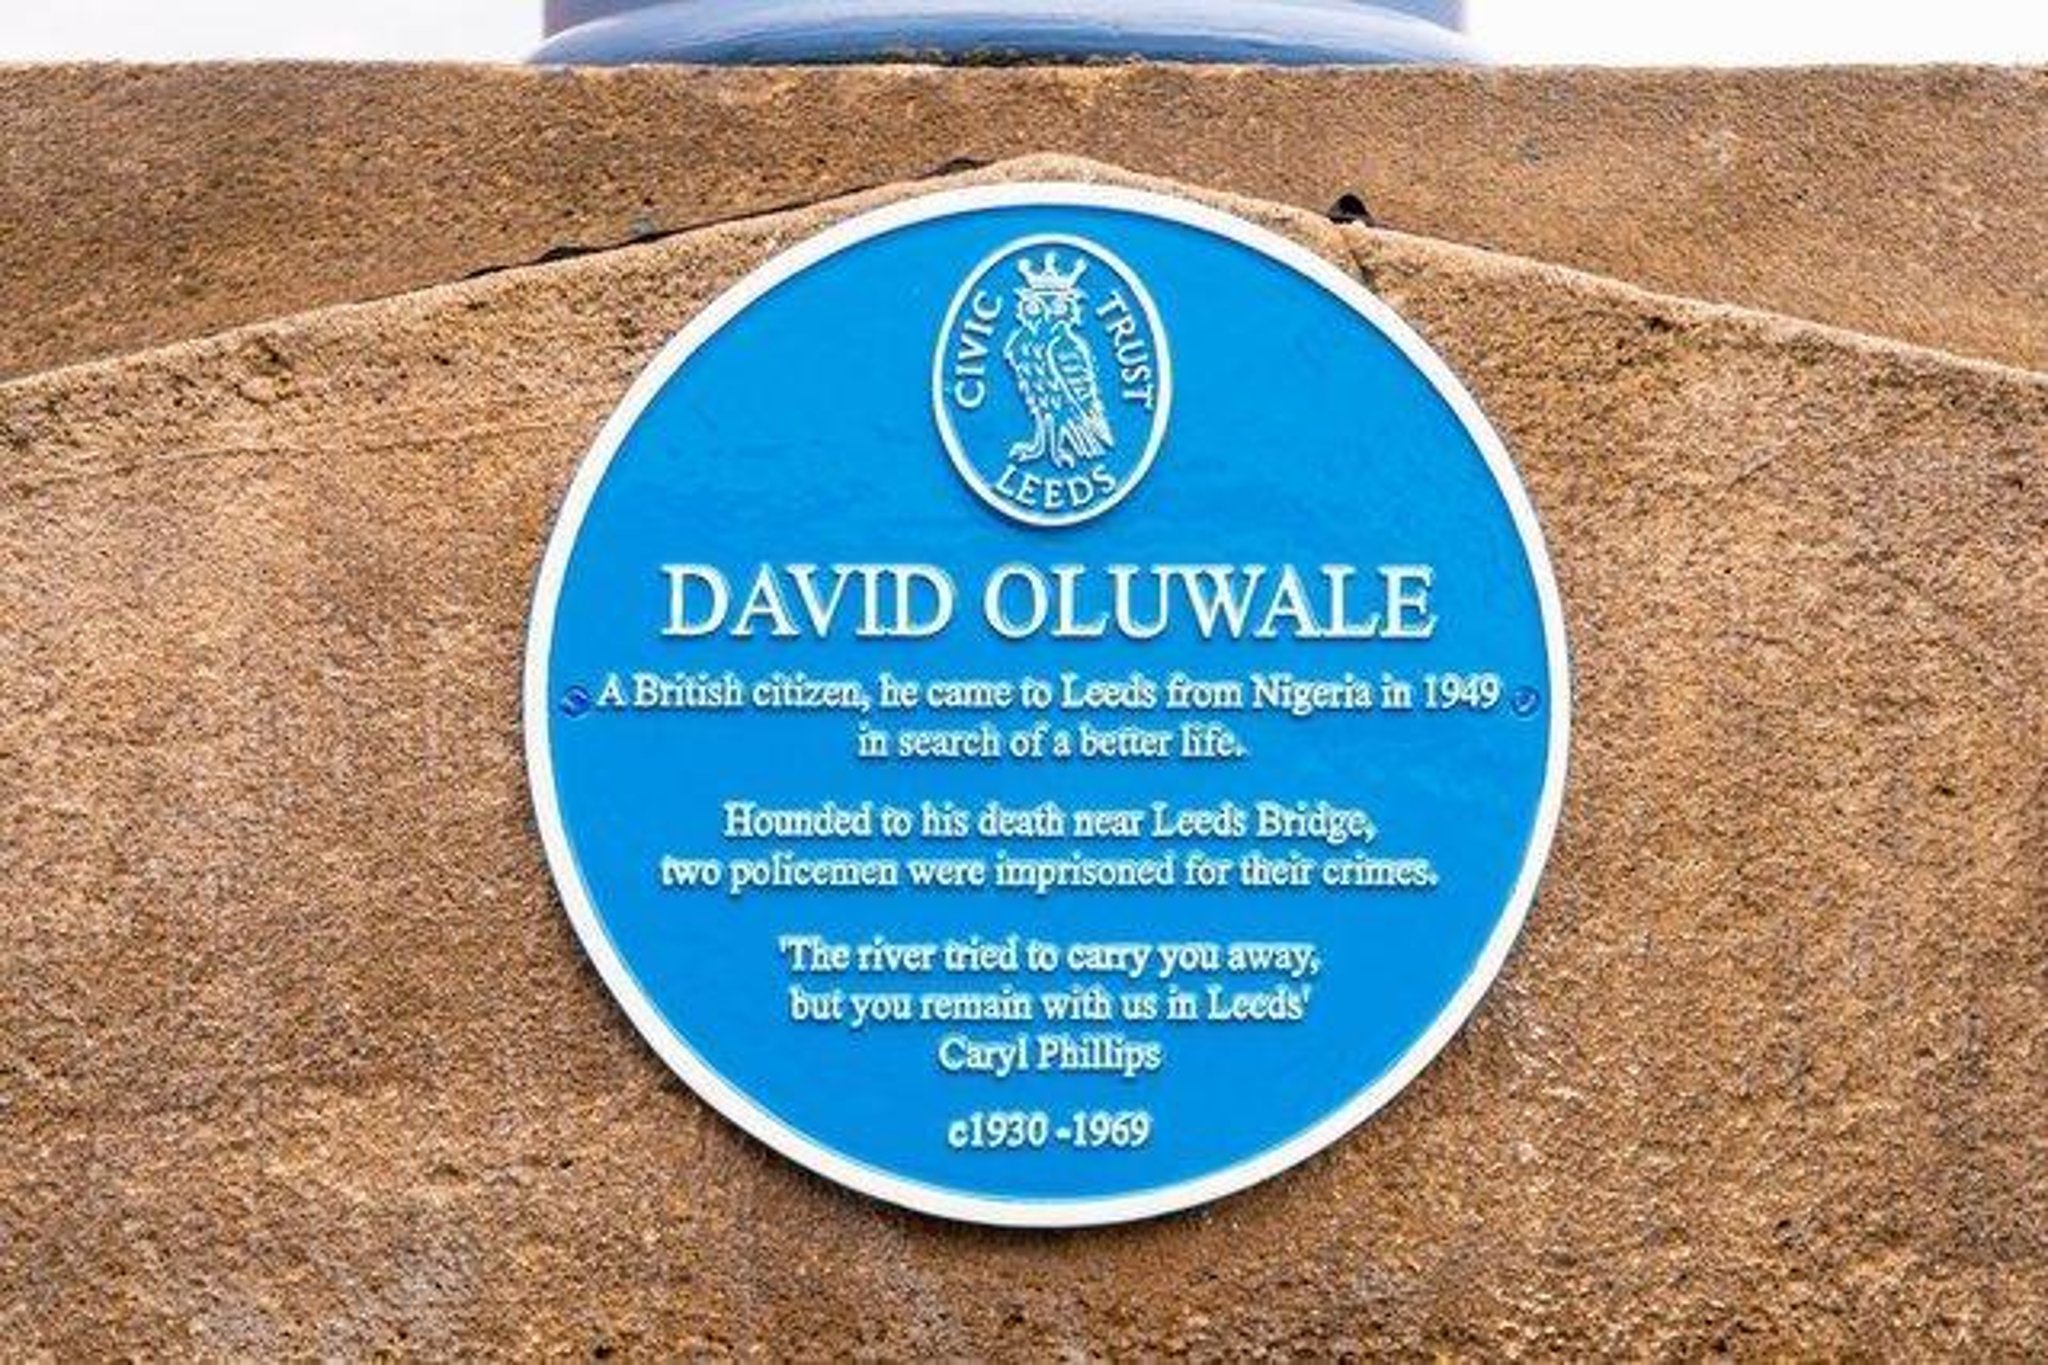 CIVIC TRUST
LEEDS
DAVID OLUWALE
A British citizen, he came to Leeds from Nigeria in 1949
in search of a better life.
Hounded to his death near Leeds Bridge,
two policemen were imprisoned for their crimes.
'The river tried to carry you away,
but you remain with us in Leeds'
Caryl Phillips
c1930 -1969